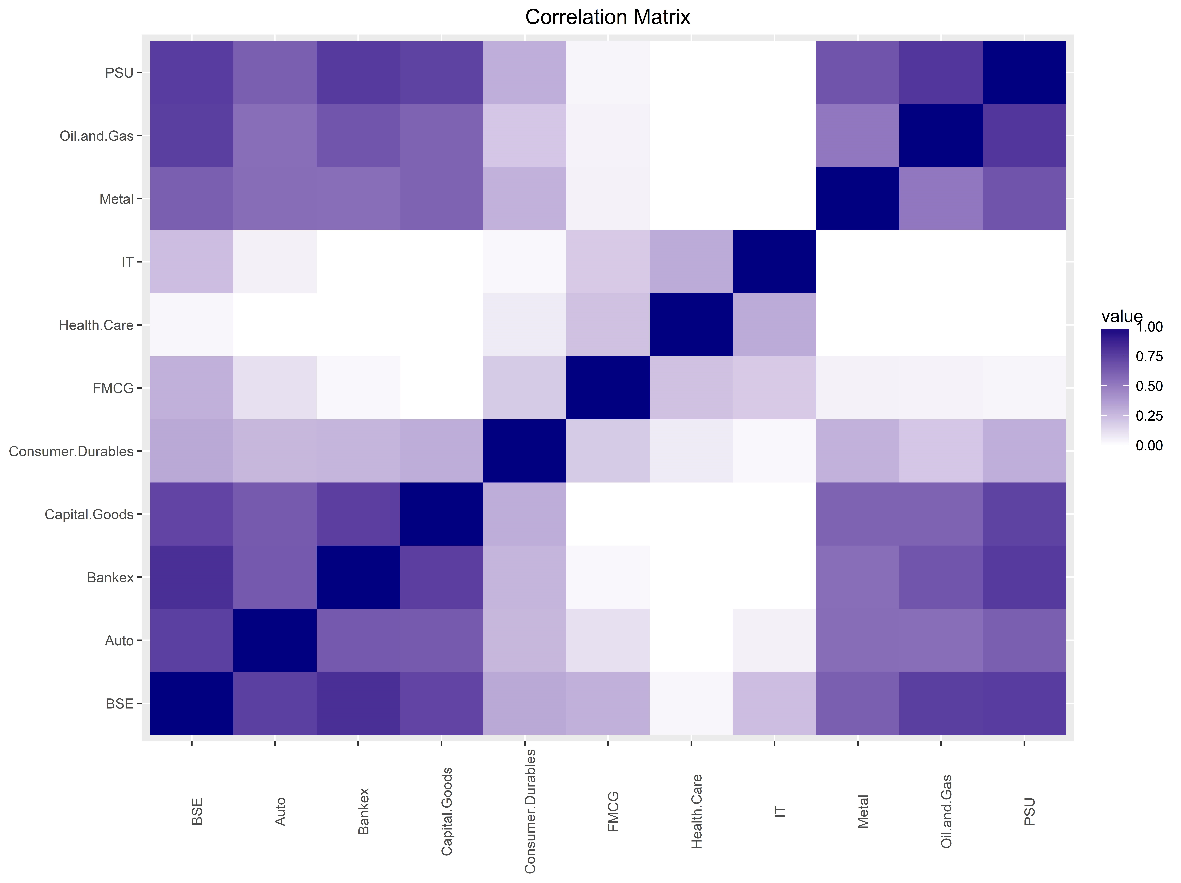 Correlation Matrix
PSU
Oil.and.Gas
Metal
IT
Health.Care
FMCG
Consumer.Durables
Capital.Goods
Bankex
Auto
BSE
value
1.00
0.75
0.50
0.25
0.00
BSE
Auto
Bankex
Capital.Goods
Consumer.Durables
FMCG
Health.Care
IT
Metal
Oil.and.Gas
PSU